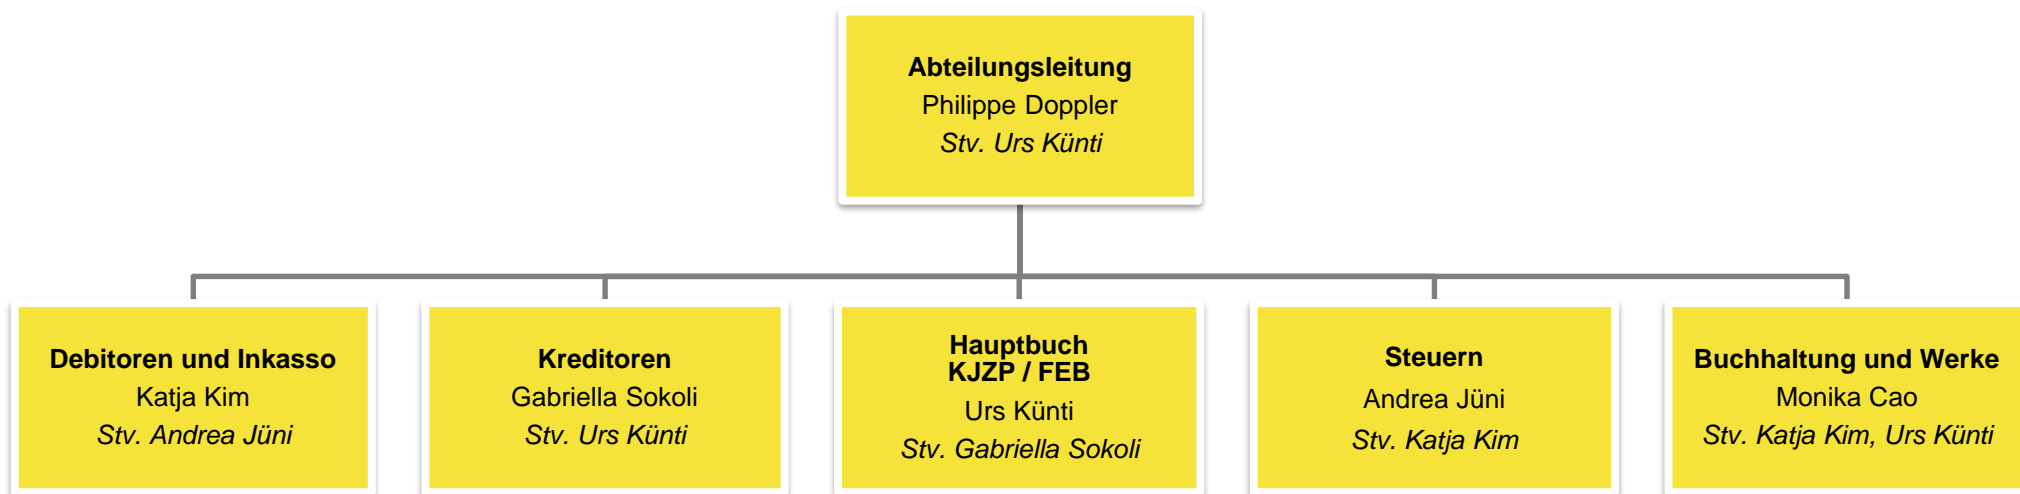 Abteilungsleitung
Philippe Doppler
Stv. Urs Künti
Debitoren und Inkasso
Katja Kim
Stv. Andrea Jüni
Kreditoren
Gabriella Sokoli
Stv. Urs Künti
Hauptbuch
KJZP / FEB
Urs Künti
Stv. Gabriella Sokoli
Steuern
Andrea Jüni
Stv. Katja Kim
Buchhaltung und Werke
Monika Cao
Stv. Katja Kim, Urs Künti